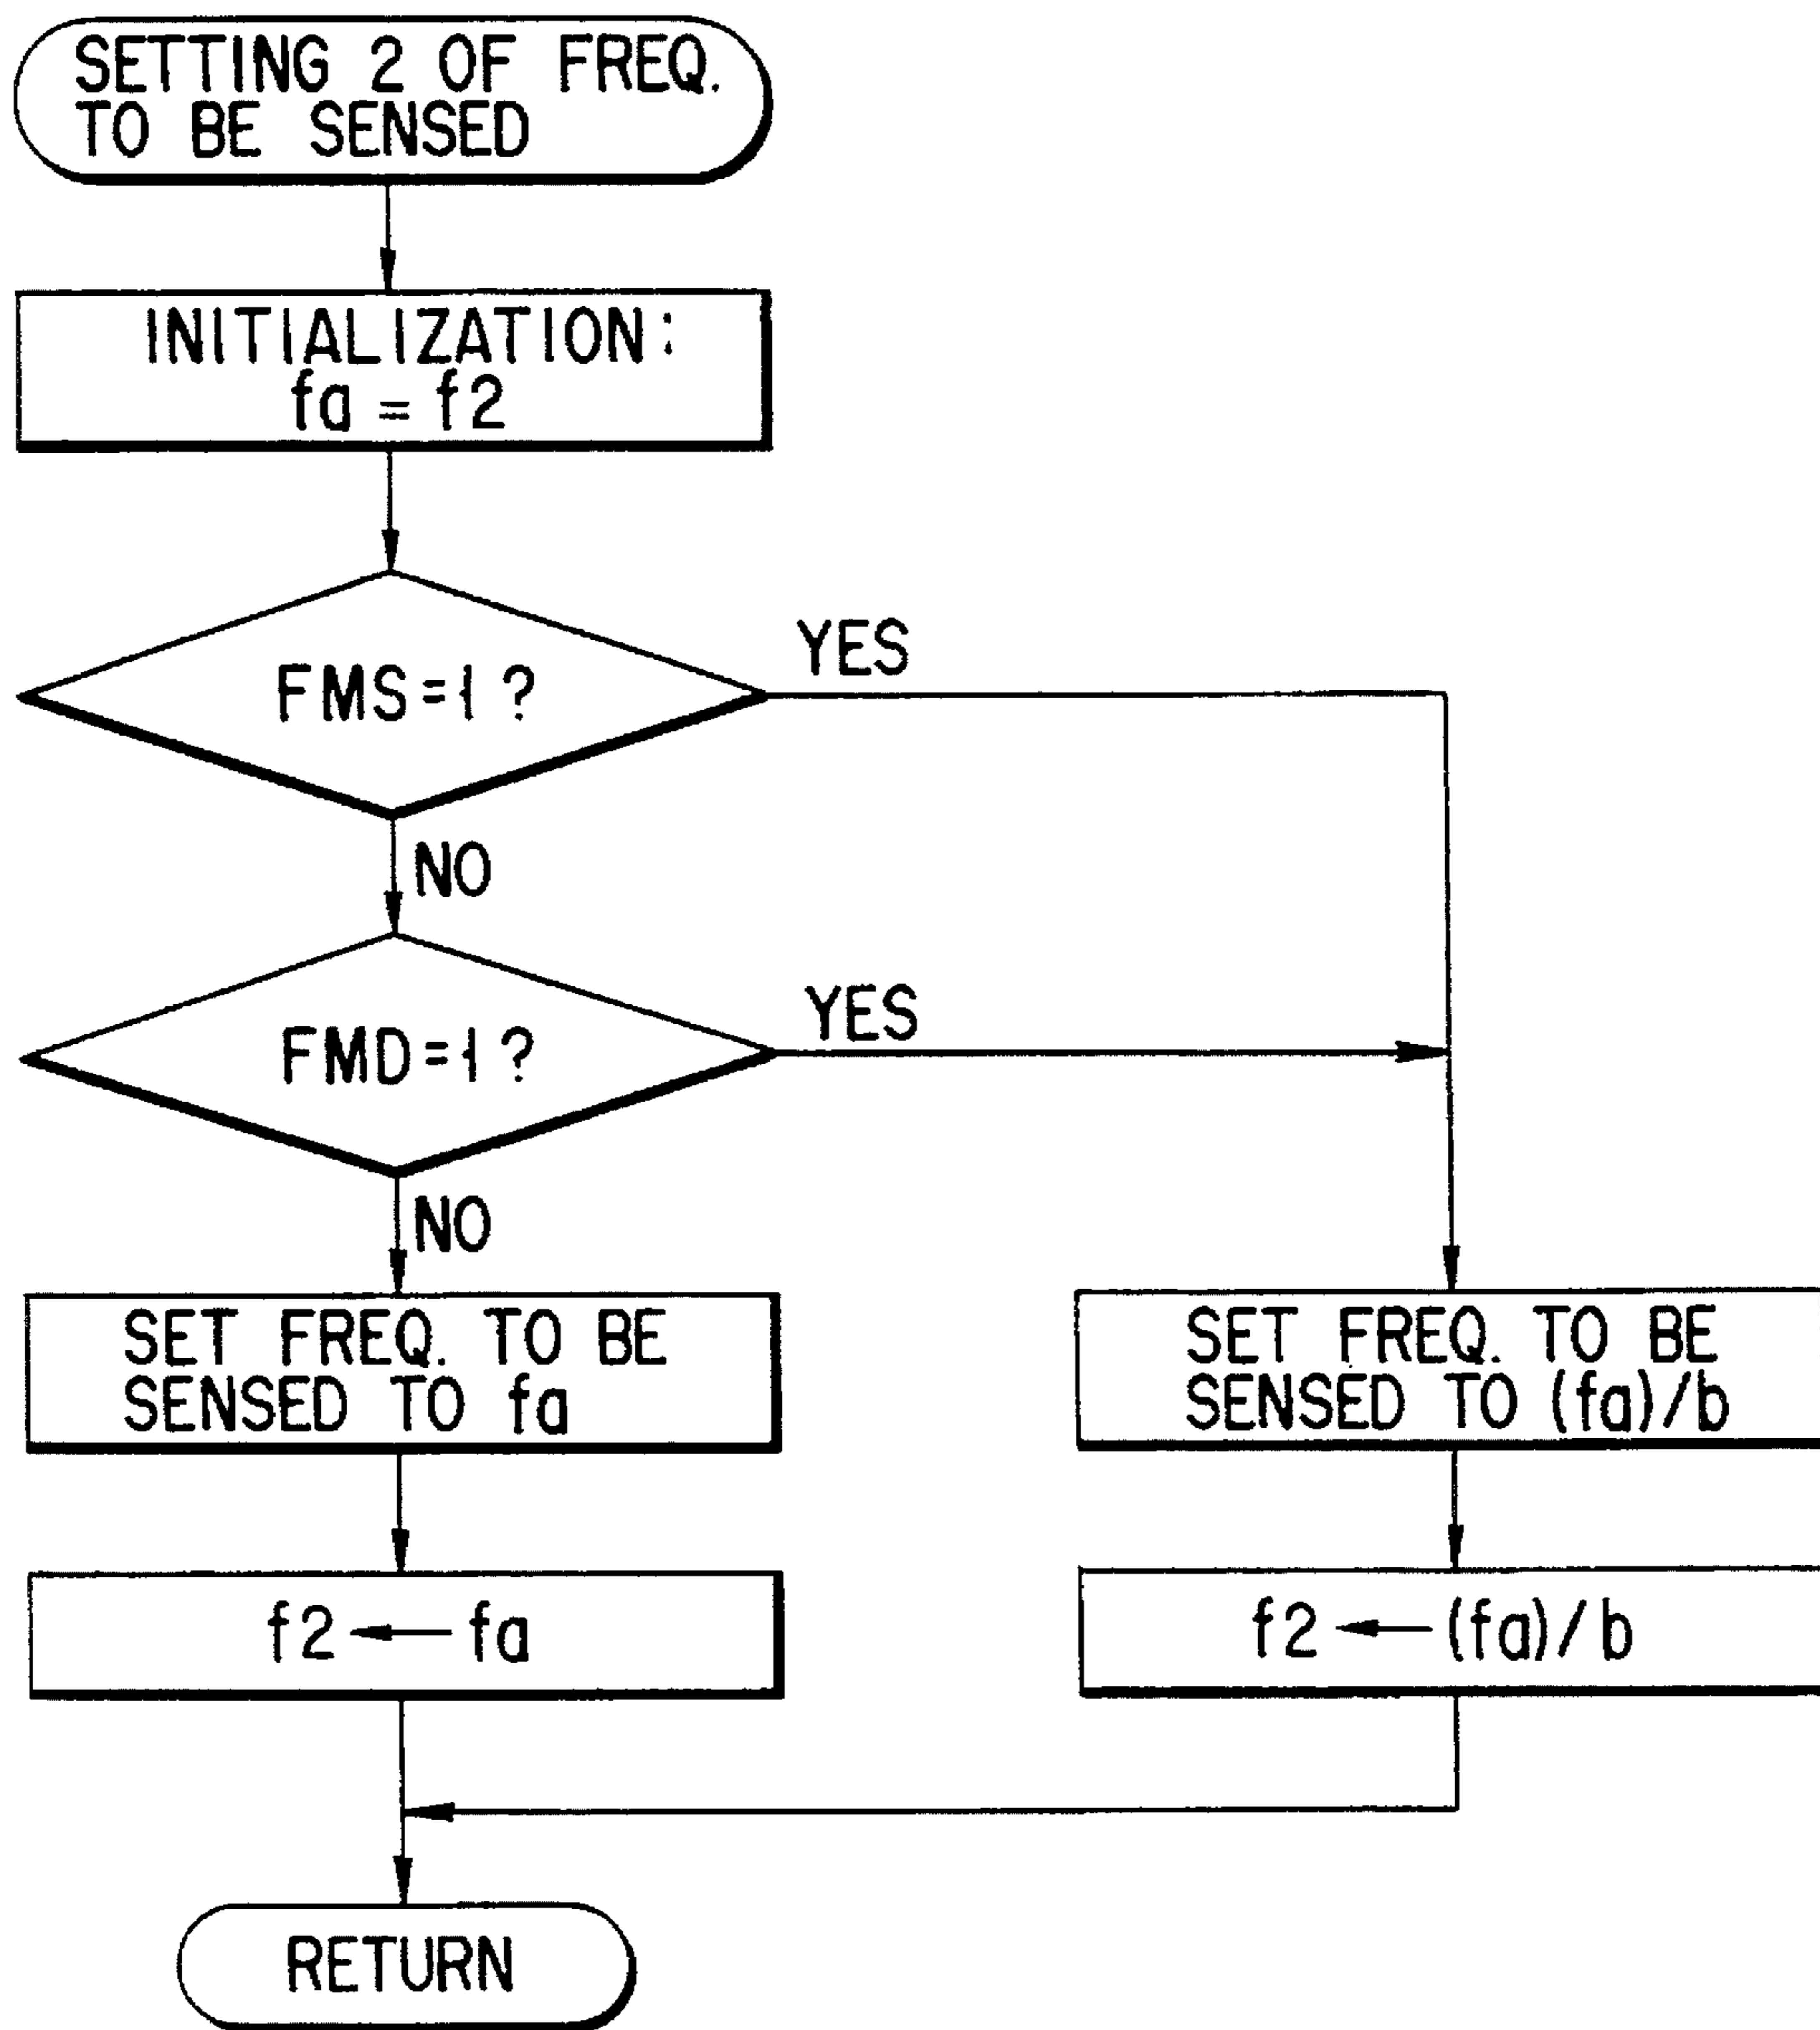 SETTING 2 OF FREQ.
TO BE SENSED
INITIALIZATION:
fa = f2
FMS=1?
YES
NO
FMD=1?
YES
NO
SET FREQ. TO BE
SENSED TO fa
SET FREQ. TO BE
SENSED TO (fa)/b
f2 ← fa
f2 ← (fa)/b
RETURN